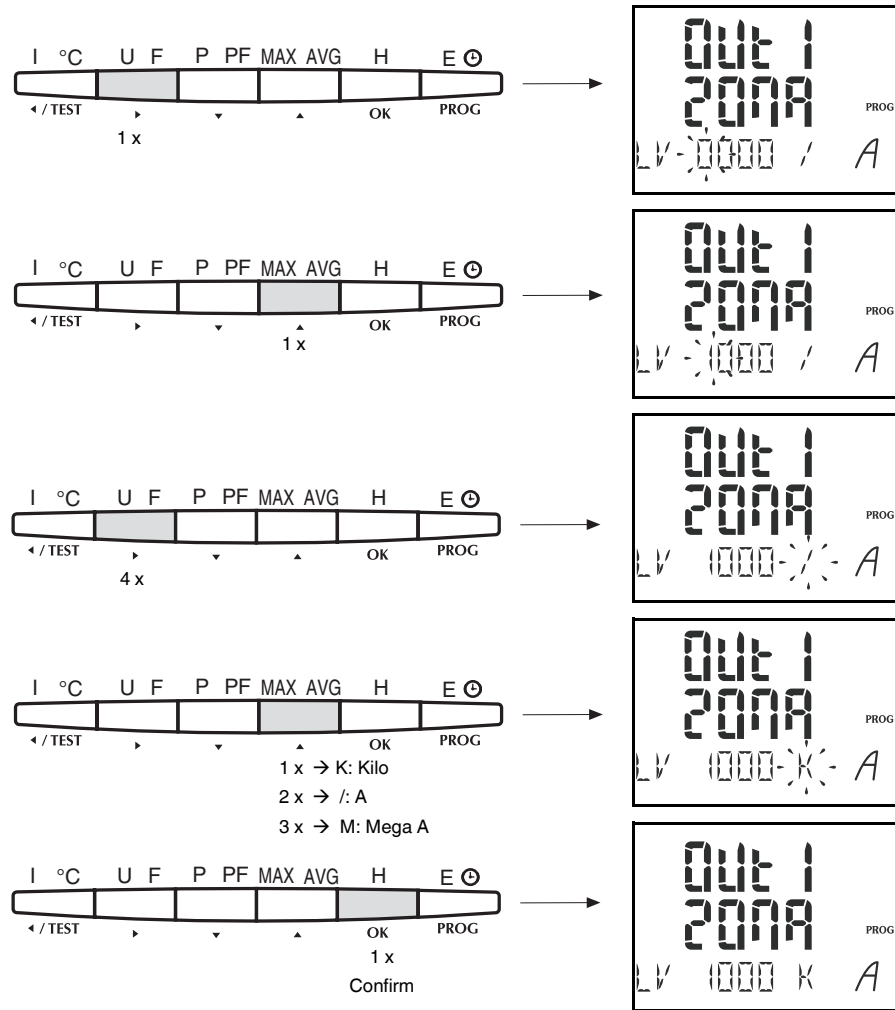 I °C U F P PF MAX AVG H E
/ TEST OK PROG
1 x
Out 1
20mA
PROG
LV 0000 / A
I °C U F P PF MAX AVG H E
/ TEST OK PROG
1 x
Out 1
20mA
PROG
LV 1000 / A
I °C U F P PF MAX AVG H E
/ TEST OK PROG
4 x
Out 1
20mA
PROG
LV 1000 / A
I °C U F P PF MAX AVG H E
/ TEST OK PROG
1 x → K: Kilo
2 x → /: A
3 x → M: Mega A
Out 1
20mA
PROG
LV 1000 K A
I °C U F P PF MAX AVG H E
/ TEST OK PROG
1 x
Confirm
Out 1
20mA
PROG
LV 1000 K A